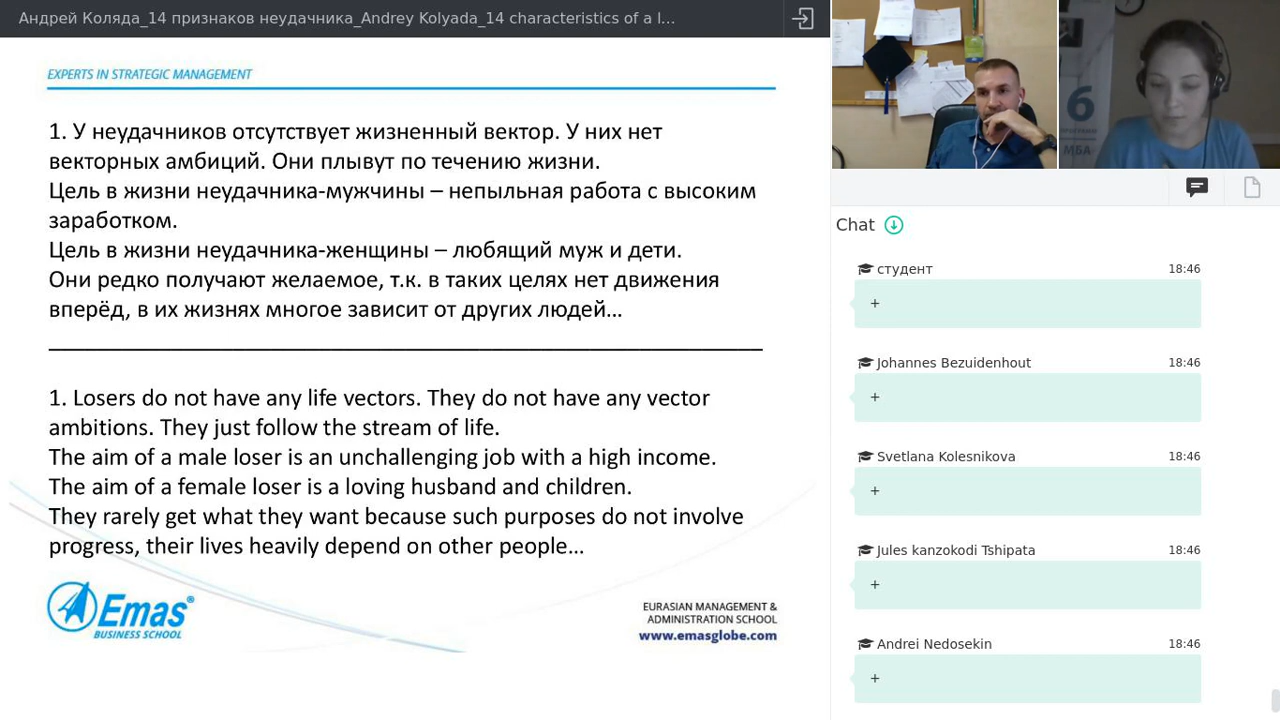 Андрей Коляда_14 признаков неудачника_Andrey Kolyada_14 characteristics of a l...
EXPERTS IN STRATEGIC MANAGEMENT
1. У неудачников отсутствует жизненный вектор. У них нет
векторных амбиций. Они плывут по течению жизни.
Цель в жизни неудачника-мужчины – непыльная работа с высоким
заработком.
Цель в жизни неудачника-женщины – любящий муж и дети.
Они редко получают желаемое, т.к. в таких целях нет движения
вперёд, в их жизнях многое зависит от других людей...
1. Losers do not have any life vectors. They do not have any vector
ambitions. They just follow the stream of life.
The aim of a male loser is an unchallenging job with a high income.
The aim of a female loser is a loving husband and children.
They rarely get what they want because such purposes do not involve
progress, their lives heavily depend on other people...
Emas®
BUSINESS SCHOOL
EURASIAN MANAGEMENT &
ADMINISTRATION SCHOOL
www.emasglobe.com
6
МБА
Chat
студент 18:46
+
Johannes Bezuidenhout 18:46
+
Svetlana Kolesnikova 18:46
+
Jules kanzokodi Tshipata 18:46
+
Andrei Nedosekin 18:46
+